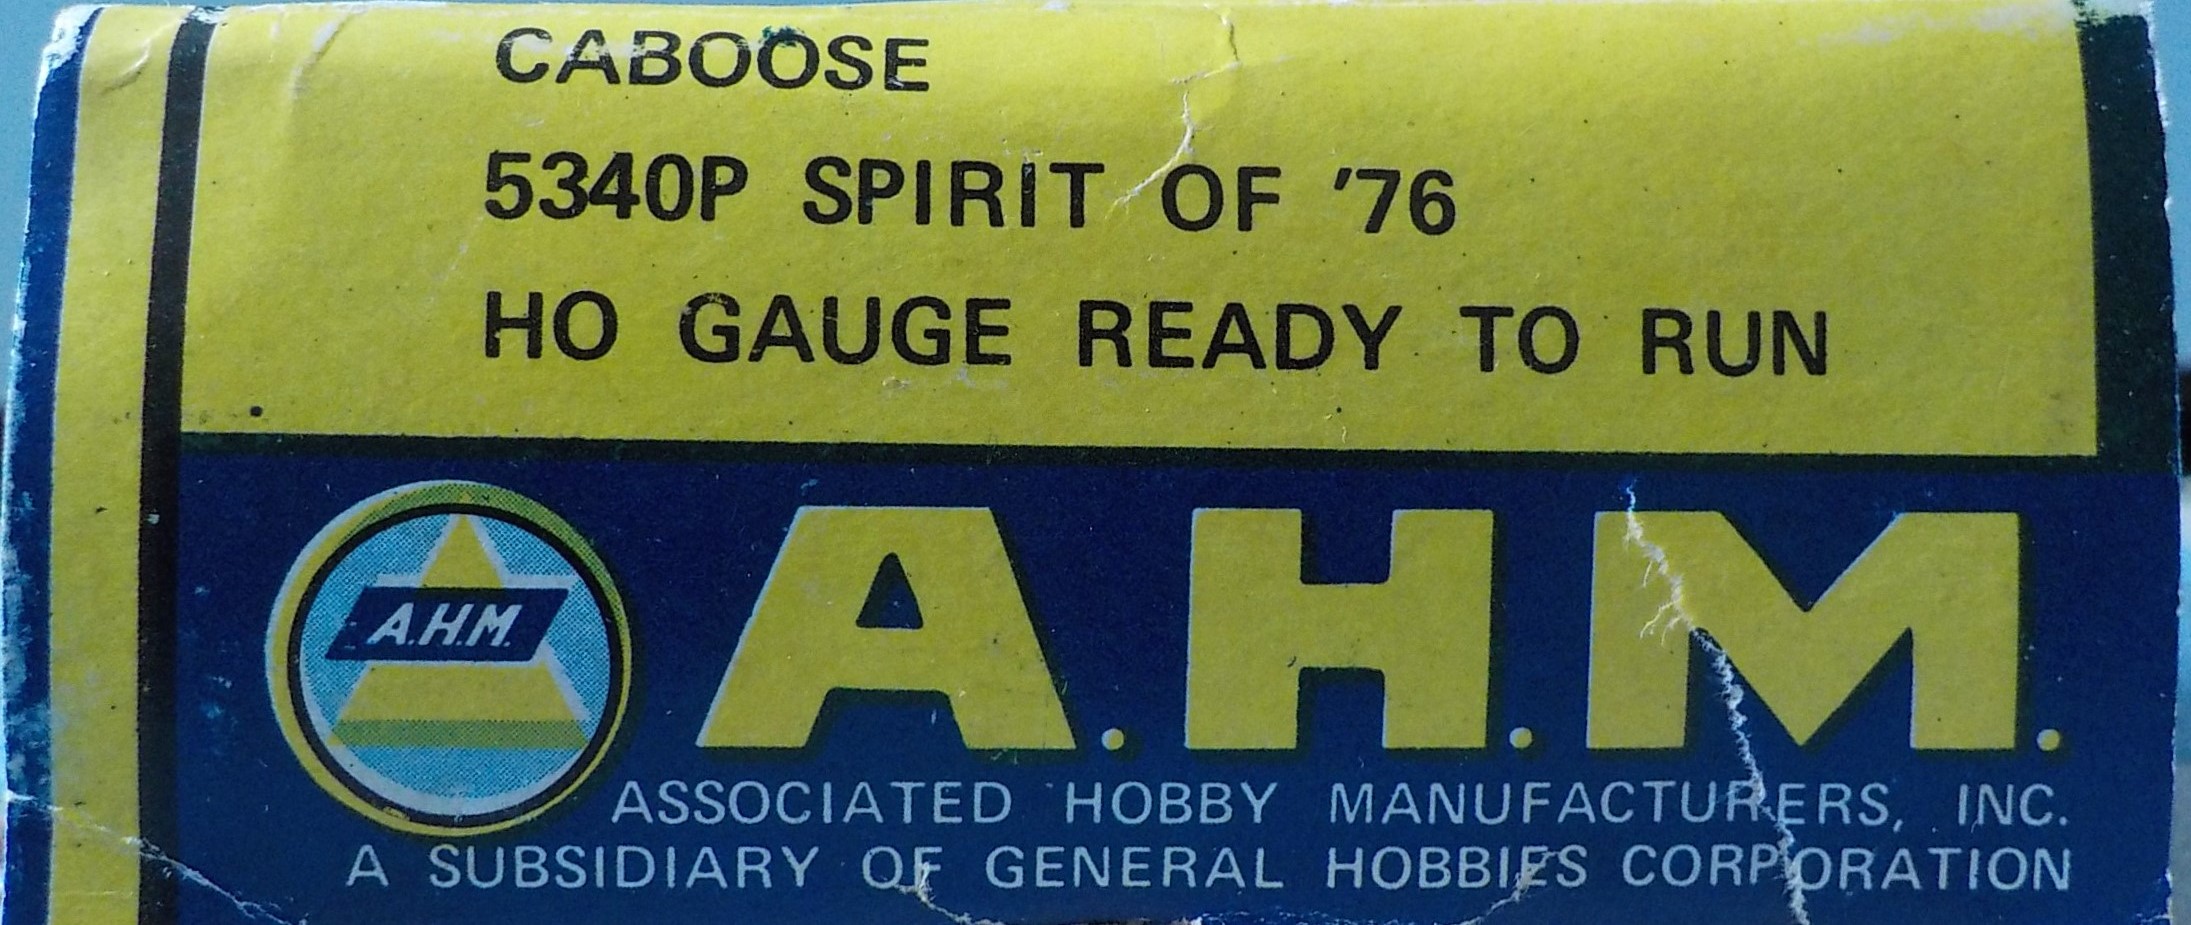 CABOOSE
5340P SPIRIT OF '76
HO GAUGE READY TO RUN
A.H.M.
A.H.M.
ASSOCIATED HOBBY MANUFACTURERS, INC.
A SUBSIDIARY OF GENERAL HOBBIES CORPORATION